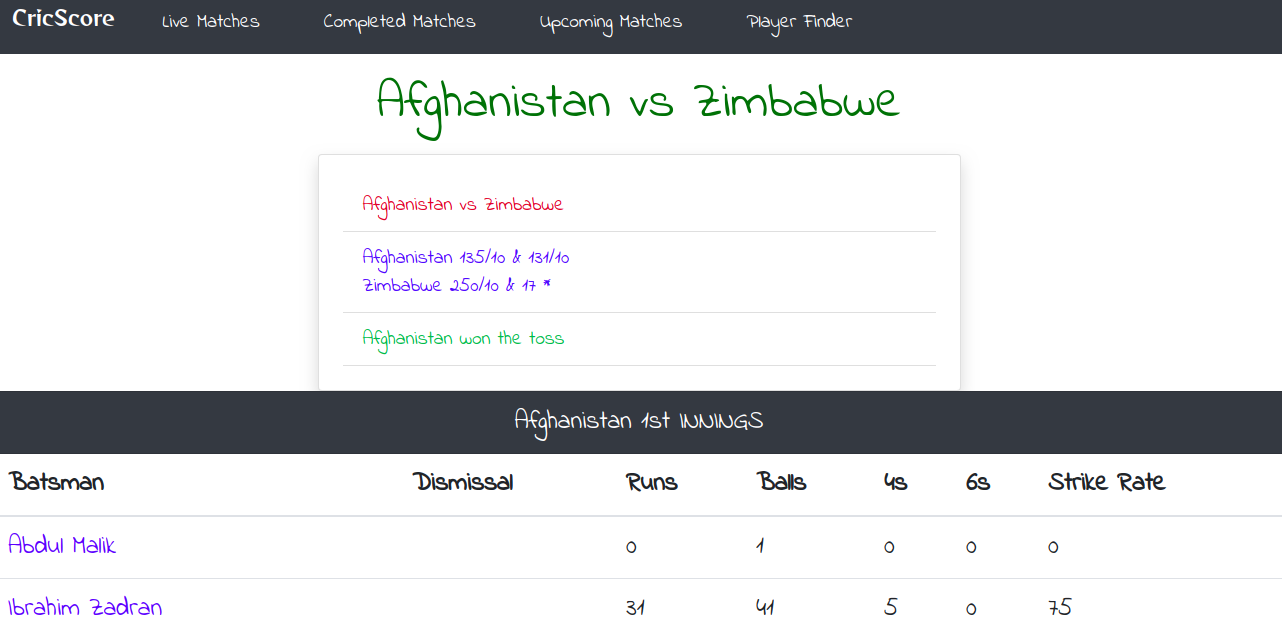 CricScore Live Matches Completed Matches Upcoming Matches Player Finder
Afghanistan vs Zimbabwe
Afghanistan vs Zimbabwe
Afghanistan 135/10 & 131/10
Zimbabwe 250/10 & 17 *
Afghanistan won the toss
Afghanistan 1st INNINGS
Batsman Dismissal Runs Balls 4s 6s Strike Rate
Abdul Malik 0 1 0 0 0
Ibrahim Zadran 31 41 5 0 75